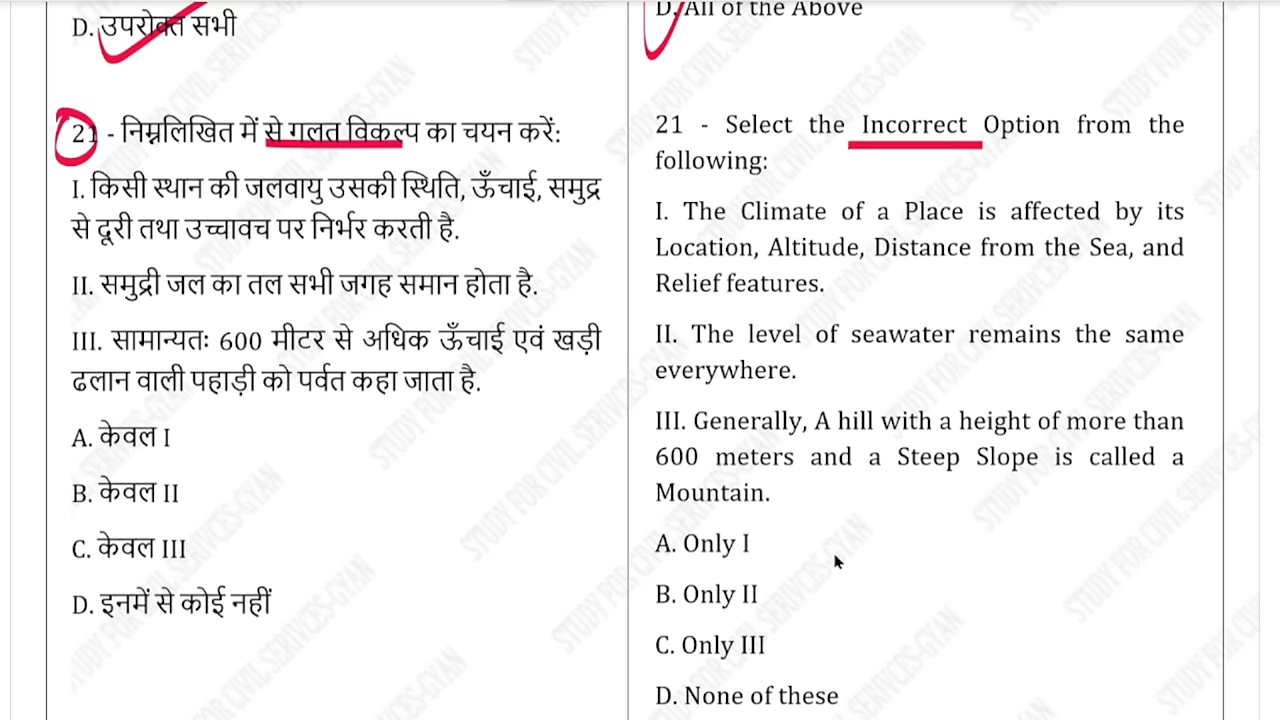 D. उपरोक्त सभी
21 - निम्नलिखित में से गलत विकल्प का चयन करें:
I. किसी स्थान की जलवायु उसकी स्थिति, ऊँचाई, समुद्र
से दूरी तथा उच्चावच पर निर्भर करती है.
II. समुद्री जल का तल सभी जगह समान होता है.
III. सामान्यतः 600 मीटर से अधिक ऊँचाई एवं खड़ी
ढलान वाली पहाड़ी को पर्वत कहा जाता है.
A. केवल I
B. केवल II
C. केवल III
D. इनमें से कोई नहीं
D. All of the Above
21 - Select the Incorrect Option from the
following:
I. The Climate of a Place is affected by its
Location, Altitude, Distance from the Sea, and
Relief features.
II. The level of seawater remains the same
everywhere.
III. Generally, A hill with a height of more than
600 meters and a Steep Slope is called a
Mountain.
A. Only I
B. Only II
C. Only III
D. None of these
STUDY FOR CIVIL SERIVCES-GYAN